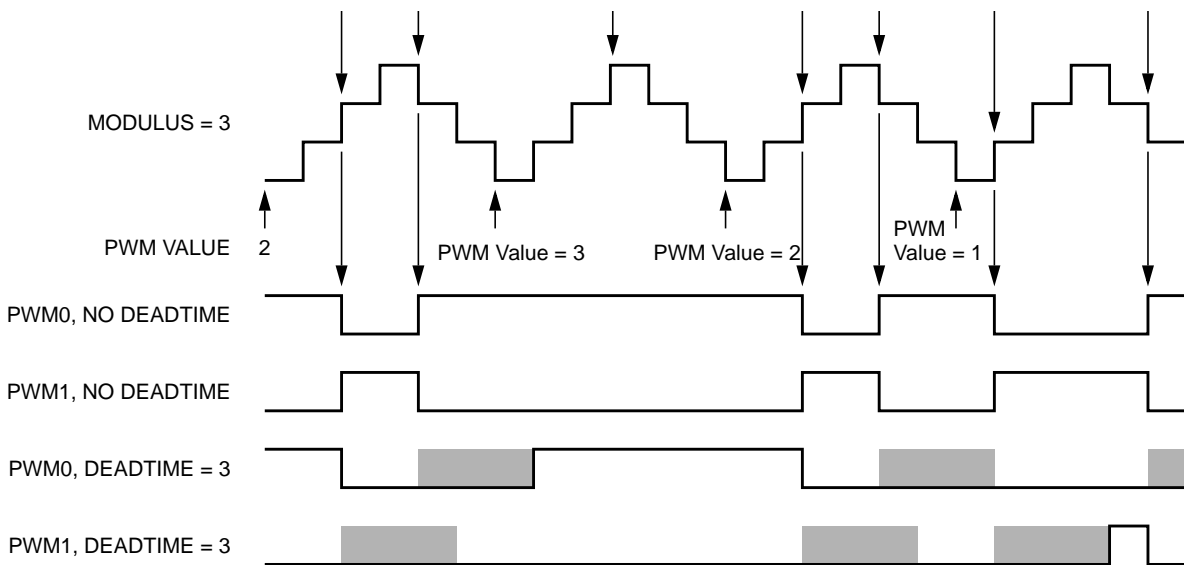 MODULUS = 3
PWM VALUE 2
PWM Value = 3
PWM Value = 2
PWM
Value = 1
PWM0, NO DEADTIME
PWM1, NO DEADTIME
PWM0, DEADTIME = 3
PWM1, DEADTIME = 3